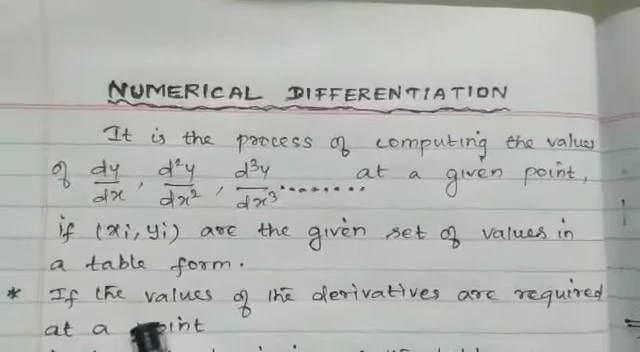 NUMERICAL DIFFERENTIATION
It is the process of computing the values
of dy/dx, d²y/dx², d³y/dx³........ at a given point,
if (xi, yi) are the given set of values in
a table form.
* If the values of the derivatives are required
at a point